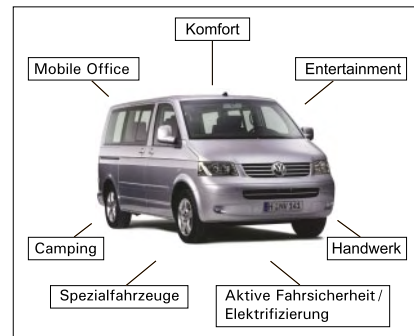 Komfort
Mobile Office
Entertainment
Camping
Handwerk
Spezialfahrzeuge
Aktive Fahrsicherheit/
Elektrifizierung